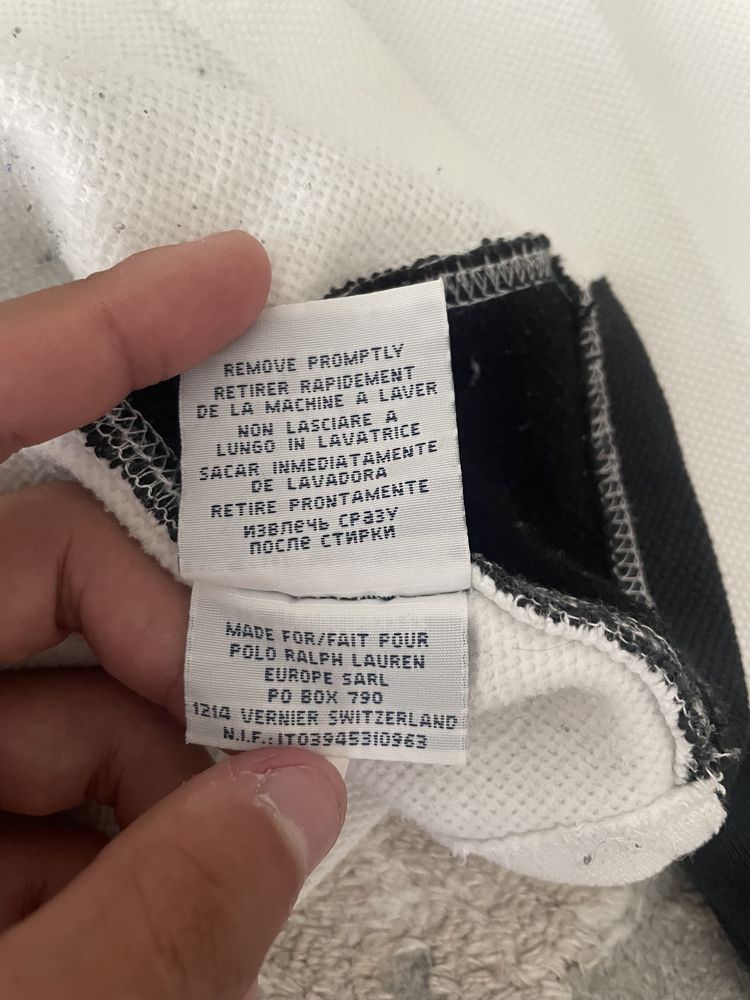 REMOVE PROMPTLY
RETIRER RAPIDEMENT
DE LA MACHINE A LAVER
NON LASCIARE A
LUNGO IN LAVATRICE
SACAR INMEDIATAMENTE
DE LAVADORA
RETIRE PRONTAMENTE
ИЗВЛЕЧЬ СРАЗУ
ПОСЛЕ СТИРКИ
MADE FOR/FAIT POUR
POLO RALPH LAUREN
EUROPE SARL
PO BOX 790
1214 VERNIER SWITZERLAND
N.I.F.:IT03945310963